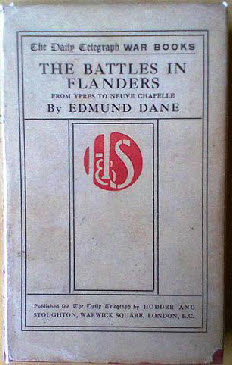 The Daily Telegraph WAR BOOKS
THE BATTLES IN
FLANDERS
FROM YPRES TO NEUVE CHAPELLE
By EDMUND DANE
H&S
Published for The Daily Telegraph by HODDER AND
STOUGHTON, WARWICK SQUARE, LONDON, E.C.